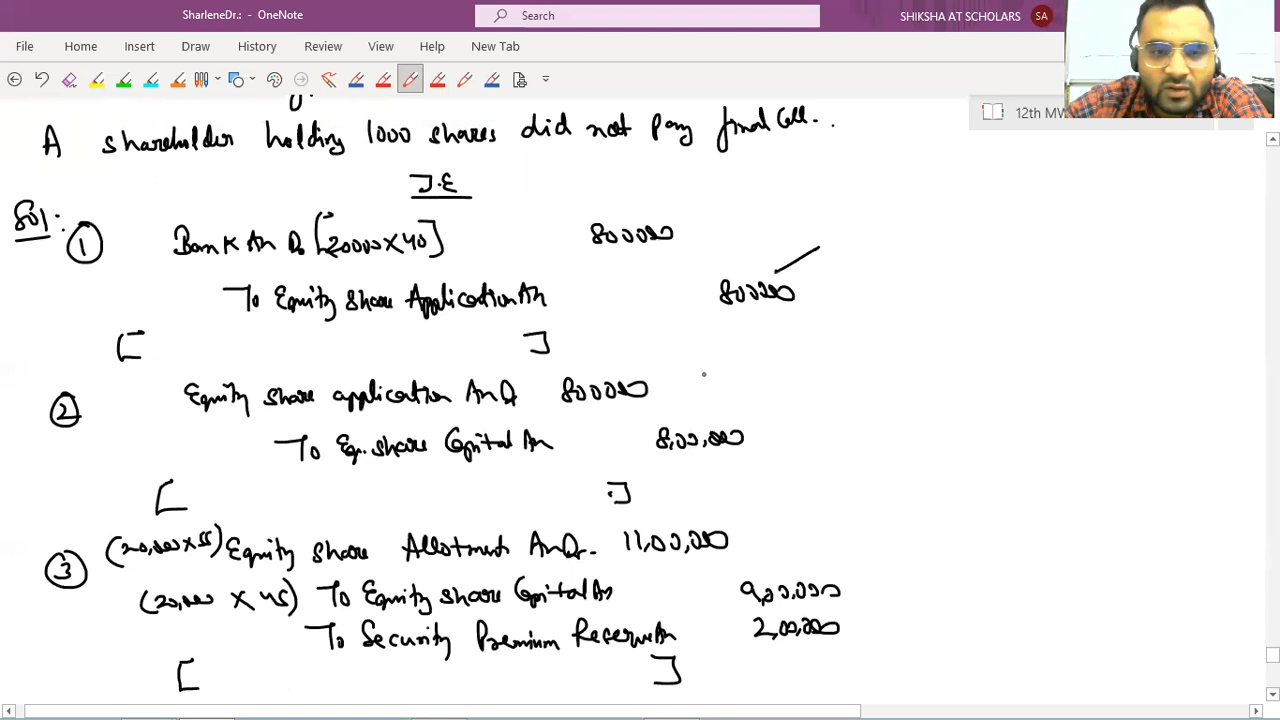 SharleneDr.: - OneNote
Search
SHIKSHA AT SCHOLARS SA
File Home Insert Draw History Review View Help New Tab
12th MW
A shareholder holding 1000 shares did not pay final Call..
J.E
Sol:
1 Bank A/c Dr. [20000×40] 800000
To Equity share Application A/c 800000
[ ]
2 Equity share application A/c Dr 800000
To Eq. share Capital A/c 8,00,000
[ ]
3 (20,000×55) Equity share Allotment A/c Dr. 11,00,000
(20,000 × 45) To Equity share Capital A/c 9,00,000
To Security Premium Reserve A/c 2,00,000
[ ]